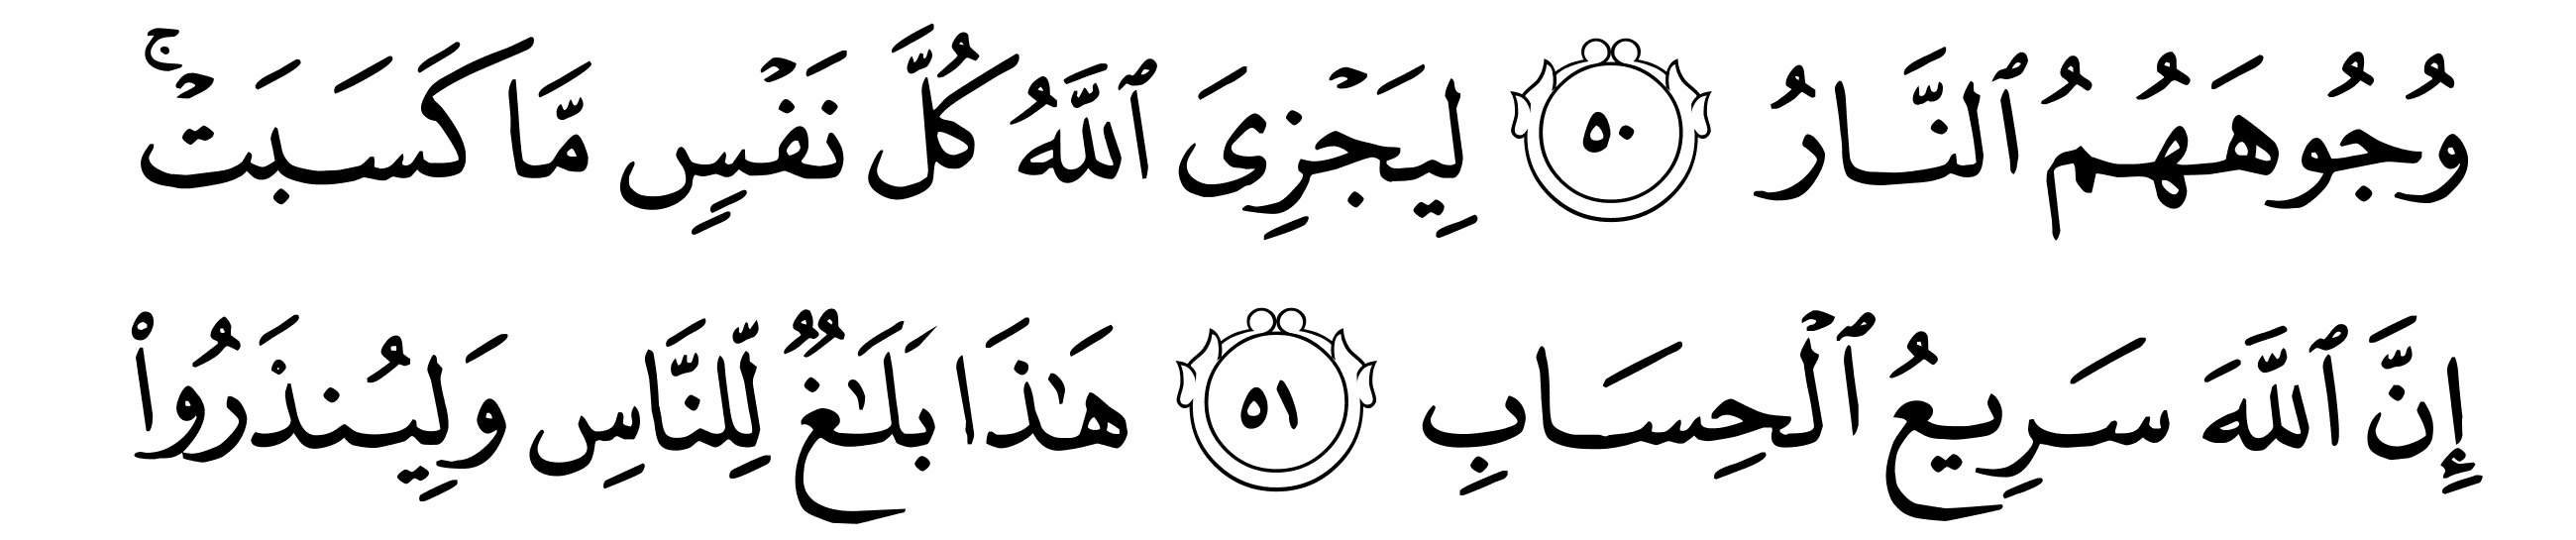 وُجُوهَهُمُ ٱلنَّارُ ٥٠ لِيَجْزِىَ ٱللَّهُ كُلَّ نَفْسٍ مَّا كَسَبَتْ ۚ
إِنَّ ٱللَّهَ سَرِيعُ ٱلْحِسَابِ ٥١ هَـٰذَا بَلَـٰغٌ لِّلنَّاسِ وَلِيُنذَرُوا۟